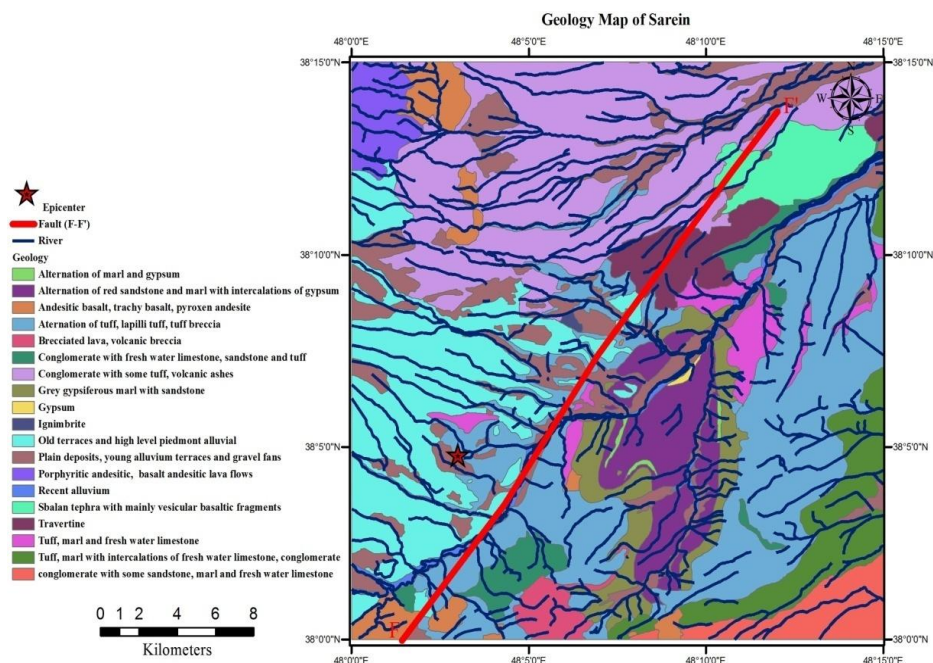 Geology Map of Sarein
48°0'0"E
48°5'0"E
48°10'0"E
48°15'0"E
38°15'0"N
38°15'0"N
N
W
E
S
F'
38°10'0"N
38°10'0"N
38°5'0"N
38°5'0"N
F
38°0'0"N
38°0'0"N
48°0'0"E
48°5'0"E
48°10'0"E
48°15'0"E
Epicenter
Fault (F-F')
River
Geology
Alternation of marl and gypsum
Alternation of red sandstone and marl with intercalations of gypsum
Andesitic basalt, trachy basalt, pyroxen andesite
Aternation of tuff, lapilli tuff, tuff breccia
Brecciated lava, volcanic breccia
Conglomerate with fresh water limestone, sandstone and tuff
Conglomerate with some tuff, volcanic ashes
Grey gypsiferous marl with sandstone
Gypsum
Ignimbrite
Old terraces and high level piedmont alluvial
Plain deposits, young alluvium terraces and gravel fans
Porphyritic andesitic, basalt andesitic lava flows
Recent alluvium
Sbalan tephra with mainly vesicular basaltic fragments
Travertine
Tuff, marl and fresh water limestone
Tuff, marl with intercalations of fresh water limestone, conglomerate
conglomerate with some sandstone, marl and fresh water limestone
0 1 2 4 6 8
Kilometers